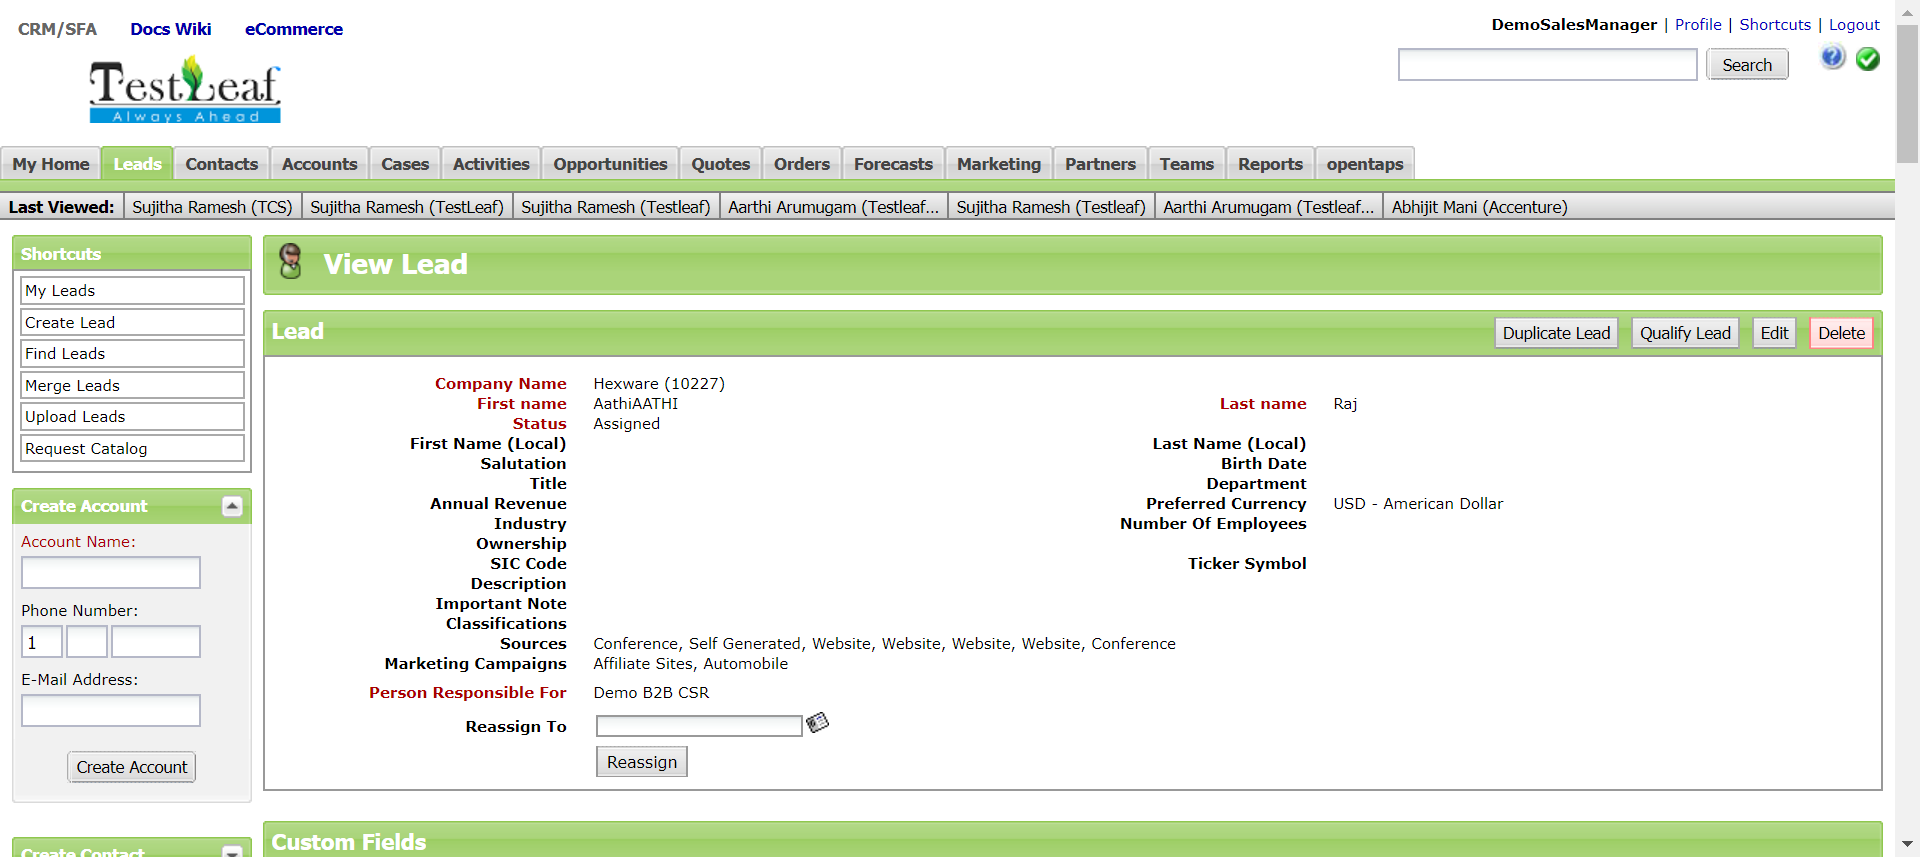 CRM/SFA Docs Wiki eCommerce
DemoSalesManager | Profile | Shortcuts | Logout
Search
TestLeaf
Always Ahead
My Home Leads Contacts Accounts Cases Activities Opportunities Quotes Orders Forecasts Marketing Partners Teams Reports opentaps
Last Viewed: Sujitha Ramesh (TCS) Sujitha Ramesh (TestLeaf) Sujitha Ramesh (Testleaf) Aarthi Arumugam (Testleaf... Sujitha Ramesh (Testleaf) Aarthi Arumugam (Testleaf... Abhijit Mani (Accenture)
Shortcuts
My Leads
Create Lead
Find Leads
Merge Leads
Upload Leads
Request Catalog
Create Account
Account Name:
Phone Number:
1
E-Mail Address:
Create Account
Create Contact
View Lead
Lead
Duplicate Lead Qualify Lead Edit Delete
Company Name Hexware (10227)
First name AathiAATHI Last name Raj
Status Assigned
First Name (Local) Last Name (Local)
Salutation Birth Date
Title Department
Annual Revenue Preferred Currency USD - American Dollar
Industry Number Of Employees
Ownership
SIC Code Ticker Symbol
Description
Important Note
Classifications
Sources Conference, Self Generated, Website, Website, Website, Website, Conference
Marketing Campaigns Affiliate Sites, Automobile
Person Responsible For Demo B2B CSR
Reassign To
Reassign
Custom Fields